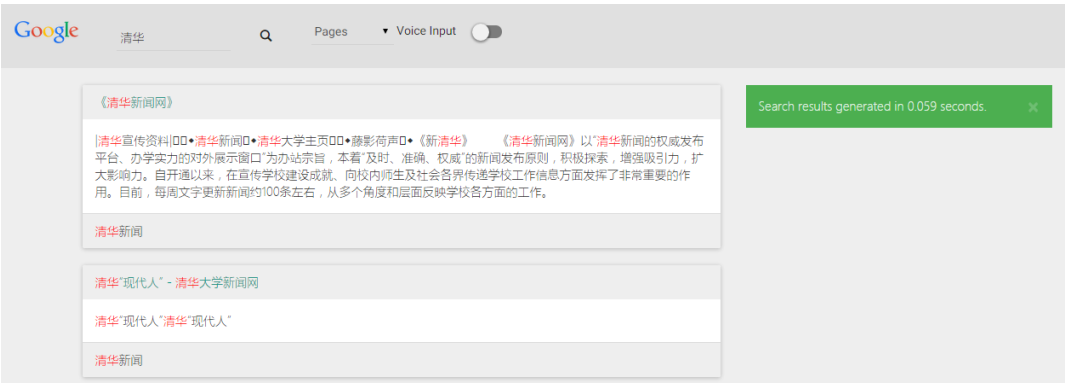 Google
清华
Pages
Voice Input
《清华新闻网》
|清华宣传资料|□□•清华新闻□•清华大学主页□□•藤影荷声□•《新清华》 《清华新闻网》以“清华新闻的权威发布
平台、办学实力的对外展示窗口”为办站宗旨，本着“及时、准确、权威”的新闻发布原则，积极探索，增强吸引力，扩
大影响力。自开通以来，在宣传学校建设成就、向校内师生及社会各界传递学校工作信息方面发挥了非常重要的作
用。目前，每周文字更新新闻约100条左右，从多个角度和层面反映学校各方面的工作。
清华新闻
Search results generated in 0.059 seconds. ×
清华“现代人” - 清华大学新闻网
清华“现代人”清华“现代人”
清华新闻